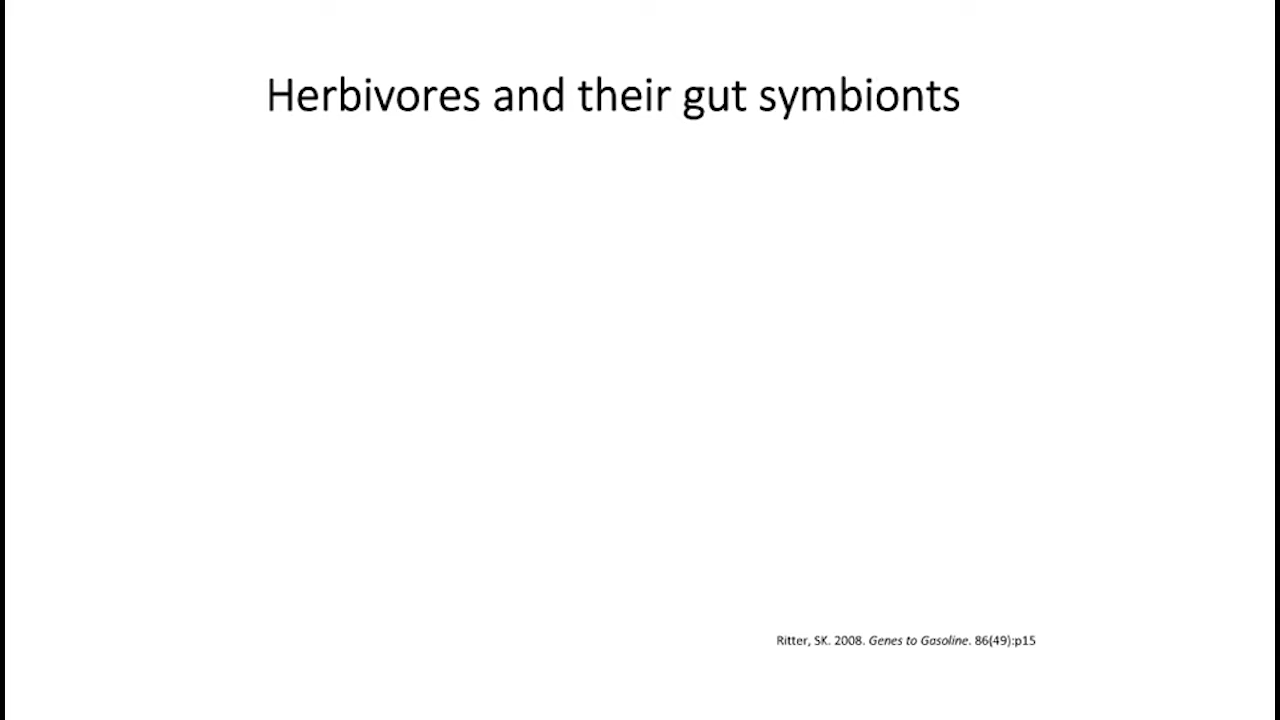 Herbivores and their gut symbionts
Ritter, SK. 2008. Genes to Gasoline. 86(49):p15